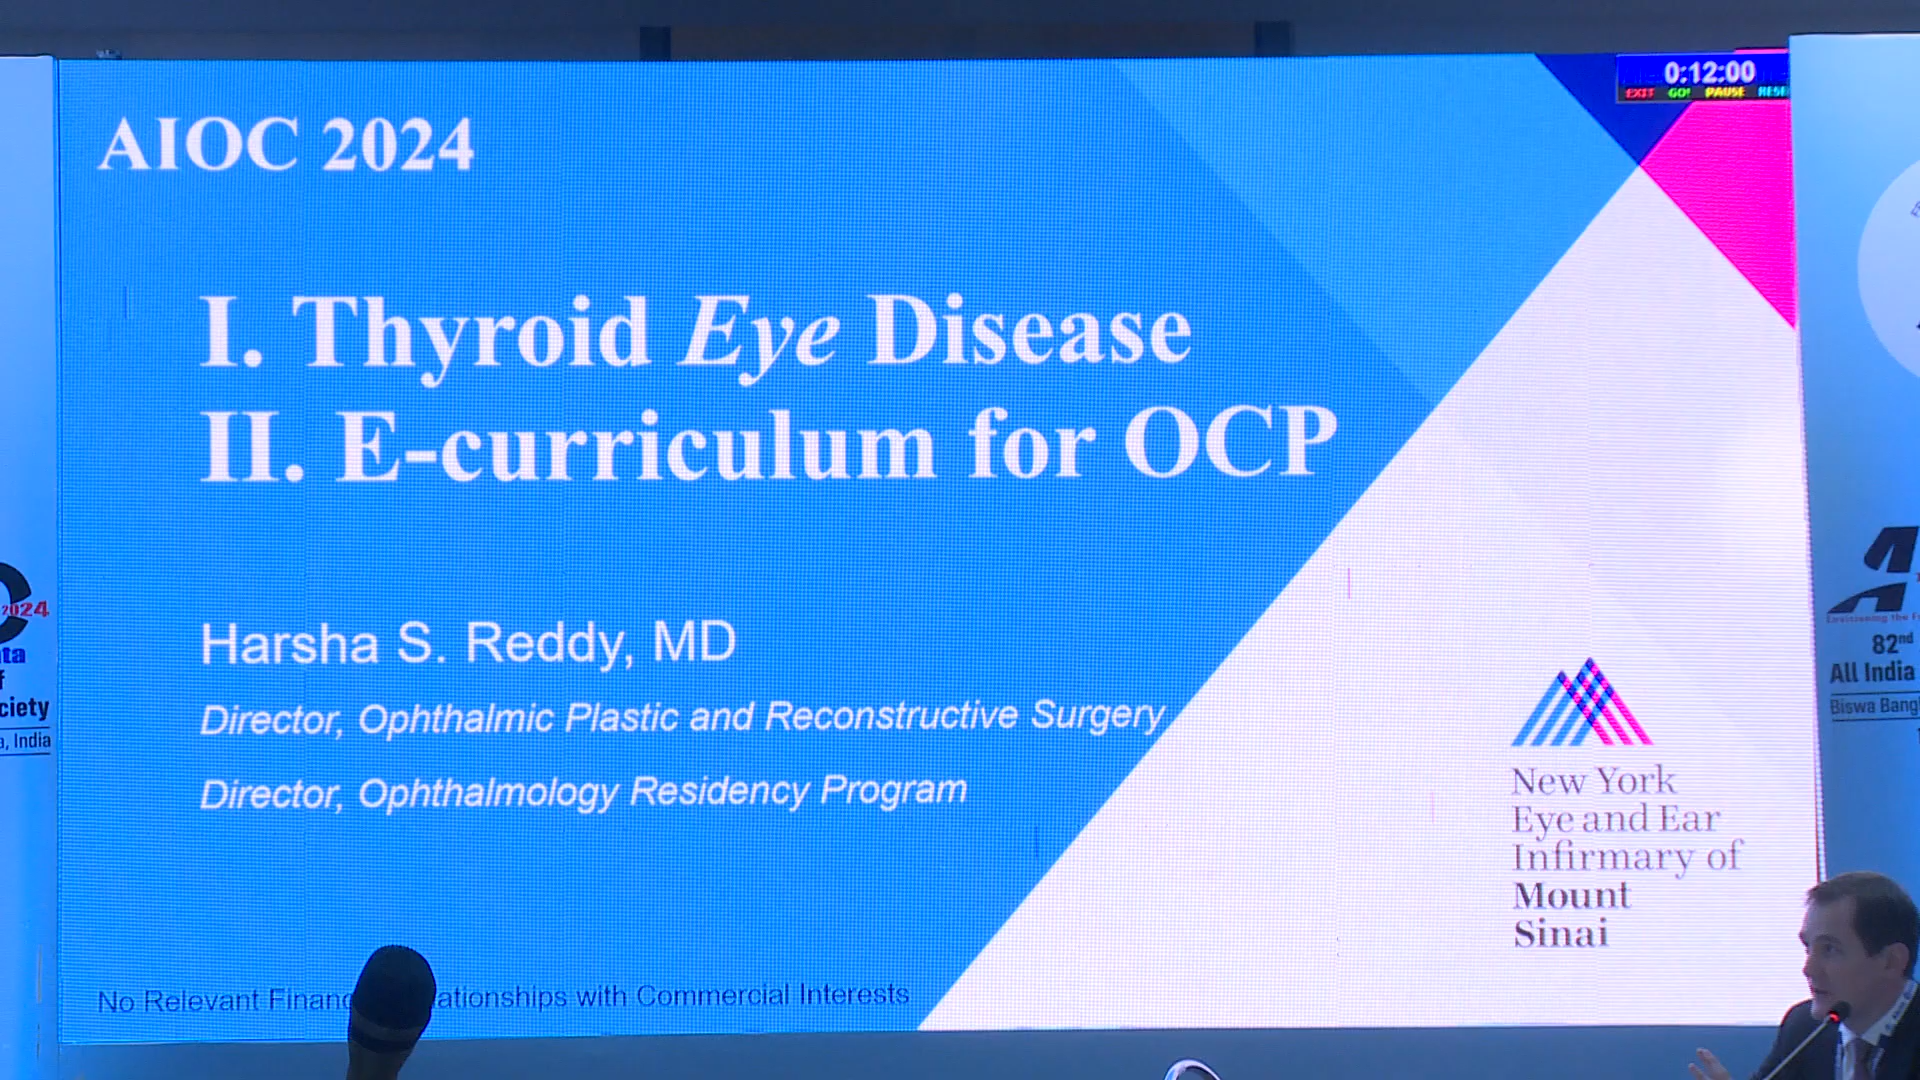 0:12:00
EXIT GO! PAUSE RESE
AIOC 2024
I. Thyroid Eye Disease
II. E-curriculum for OCP
Harsha S. Reddy, MD
Director, Ophthalmic Plastic and Reconstructive Surgery
Director, Ophthalmology Residency Program
New York
Eye and Ear
Infirmary of
Mount
Sinai
No Relevant Financ ationships with Commercial Interests
2024
ta
f
ciety
a, India
82nd
All India
Biswa Bang